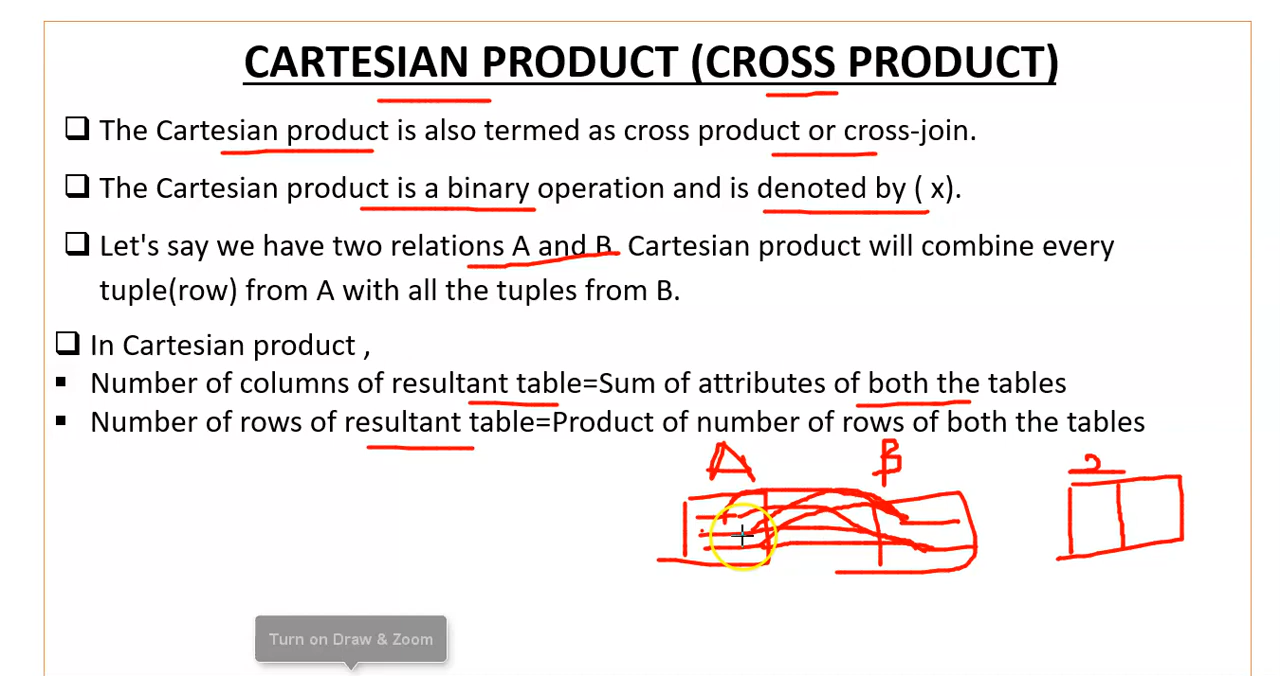 CARTESIAN PRODUCT (CROSS PRODUCT)
❑ The Cartesian product is also termed as cross product or cross-join.
❑ The Cartesian product is a binary operation and is denoted by ( x).
❑ Let's say we have two relations A and B. Cartesian product will combine every
tuple(row) from A with all the tuples from B.
❑ In Cartesian product ,
▪ Number of columns of resultant table=Sum of attributes of both the tables
▪ Number of rows of resultant table=Product of number of rows of both the tables
A B
Turn on Draw & Zoom